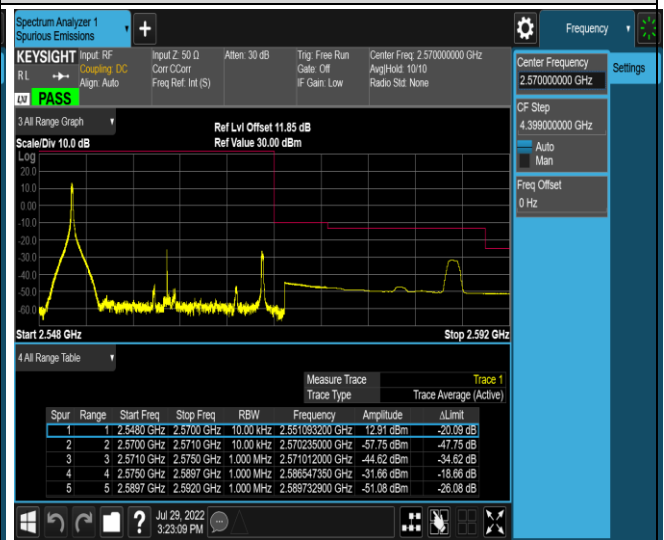 Spectrum Analyzer 1
Spurious Emissions
+
Frequency
KEYSIGHT Input: RF Input Z: 50 Ω Atten: 30 dB Trig: Free Run Center Freq: 2.570000000 GHz
RL Coupling: DC Corr CCorr Gate: Off Avg|Hold: 10/10
Align: Auto Freq Ref: Int (S) IF Gain: Low Radio Std: None
LXI PASS
Center Frequency
2.570000000 GHz
Settings
CF Step
4.399000000 GHz
Auto
Man
Freq Offset
0 Hz
3 All Range Graph
Ref Lvl Offset 11.85 dB
Scale/Div 10.0 dB Ref Value 30.00 dBm
Log
20.0
10.0
0.00
-10.0
-20.0
-30.0
-40.0
-50.0
-60.0
Start 2.548 GHz Stop 2.592 GHz
4 All Range Table
Measure Trace Trace 1
Trace Type Trace Average (Active)
Spur Range Start Freq Stop Freq RBW Frequency Amplitude ΔLimit
1 1 2.5480 GHz 2.5700 GHz 10.00 kHz 2.551093200 GHz 12.91 dBm -20.09 dB
2 2 2.5700 GHz 2.5710 GHz 10.00 kHz 2.570235000 GHz -57.75 dBm -47.75 dB
3 3 2.5710 GHz 2.5750 GHz 1.000 MHz 2.571012000 GHz -44.62 dBm -34.62 dB
4 4 2.5750 GHz 2.5897 GHz 1.000 MHz 2.586547350 GHz -31.66 dBm -18.66 dB
5 5 2.5897 GHz 2.5920 GHz 1.000 MHz 2.589732900 GHz -51.08 dBm -26.08 dB
?
Jul 29, 2022
3:23:09 PM